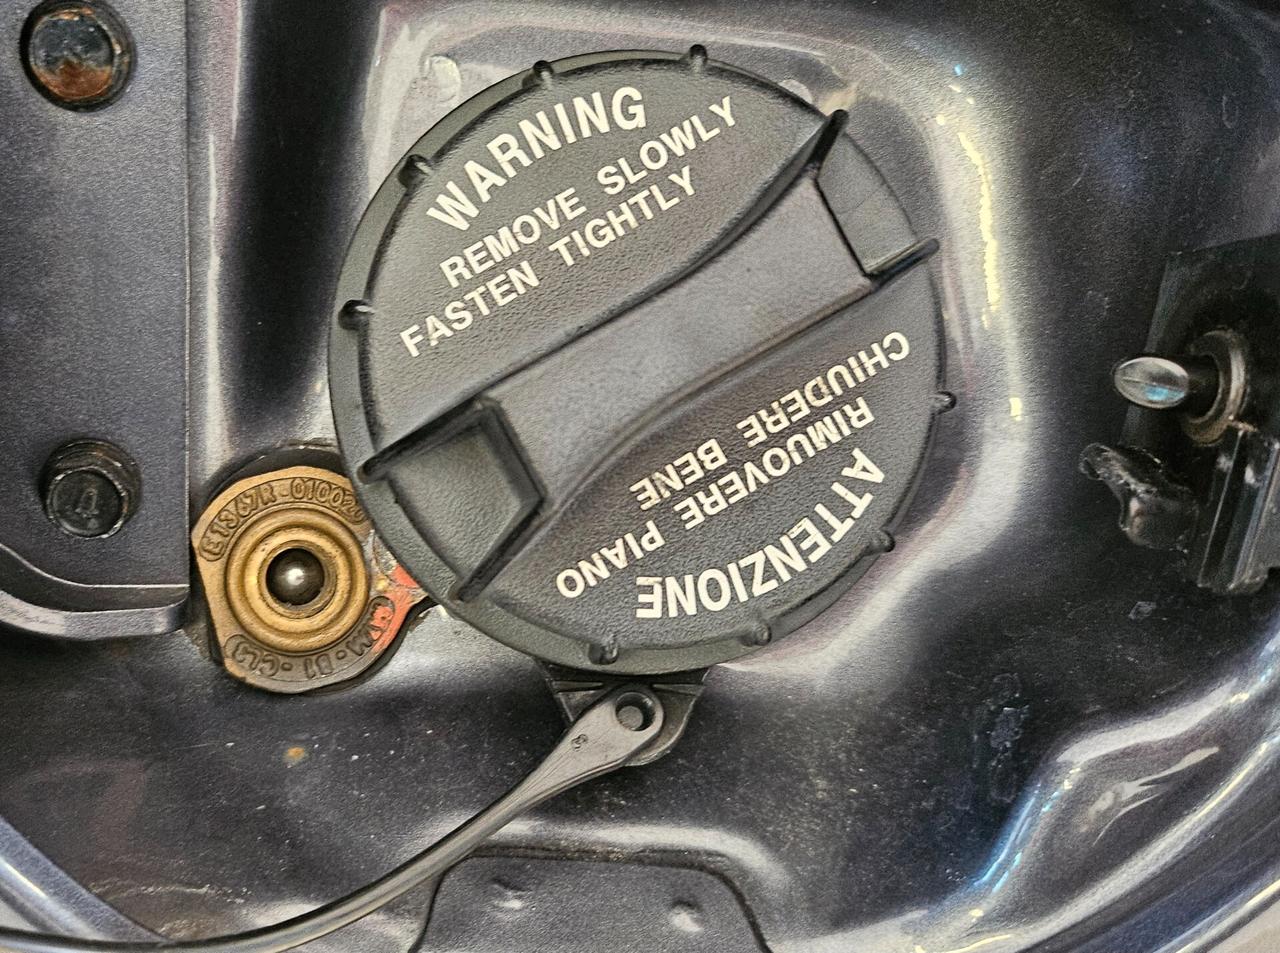 WARNING
REMOVE SLOWLY
FASTEN TIGHTLY
ATTENZIONE
RIMUOVERE PIANO
CHIUDERE BENE